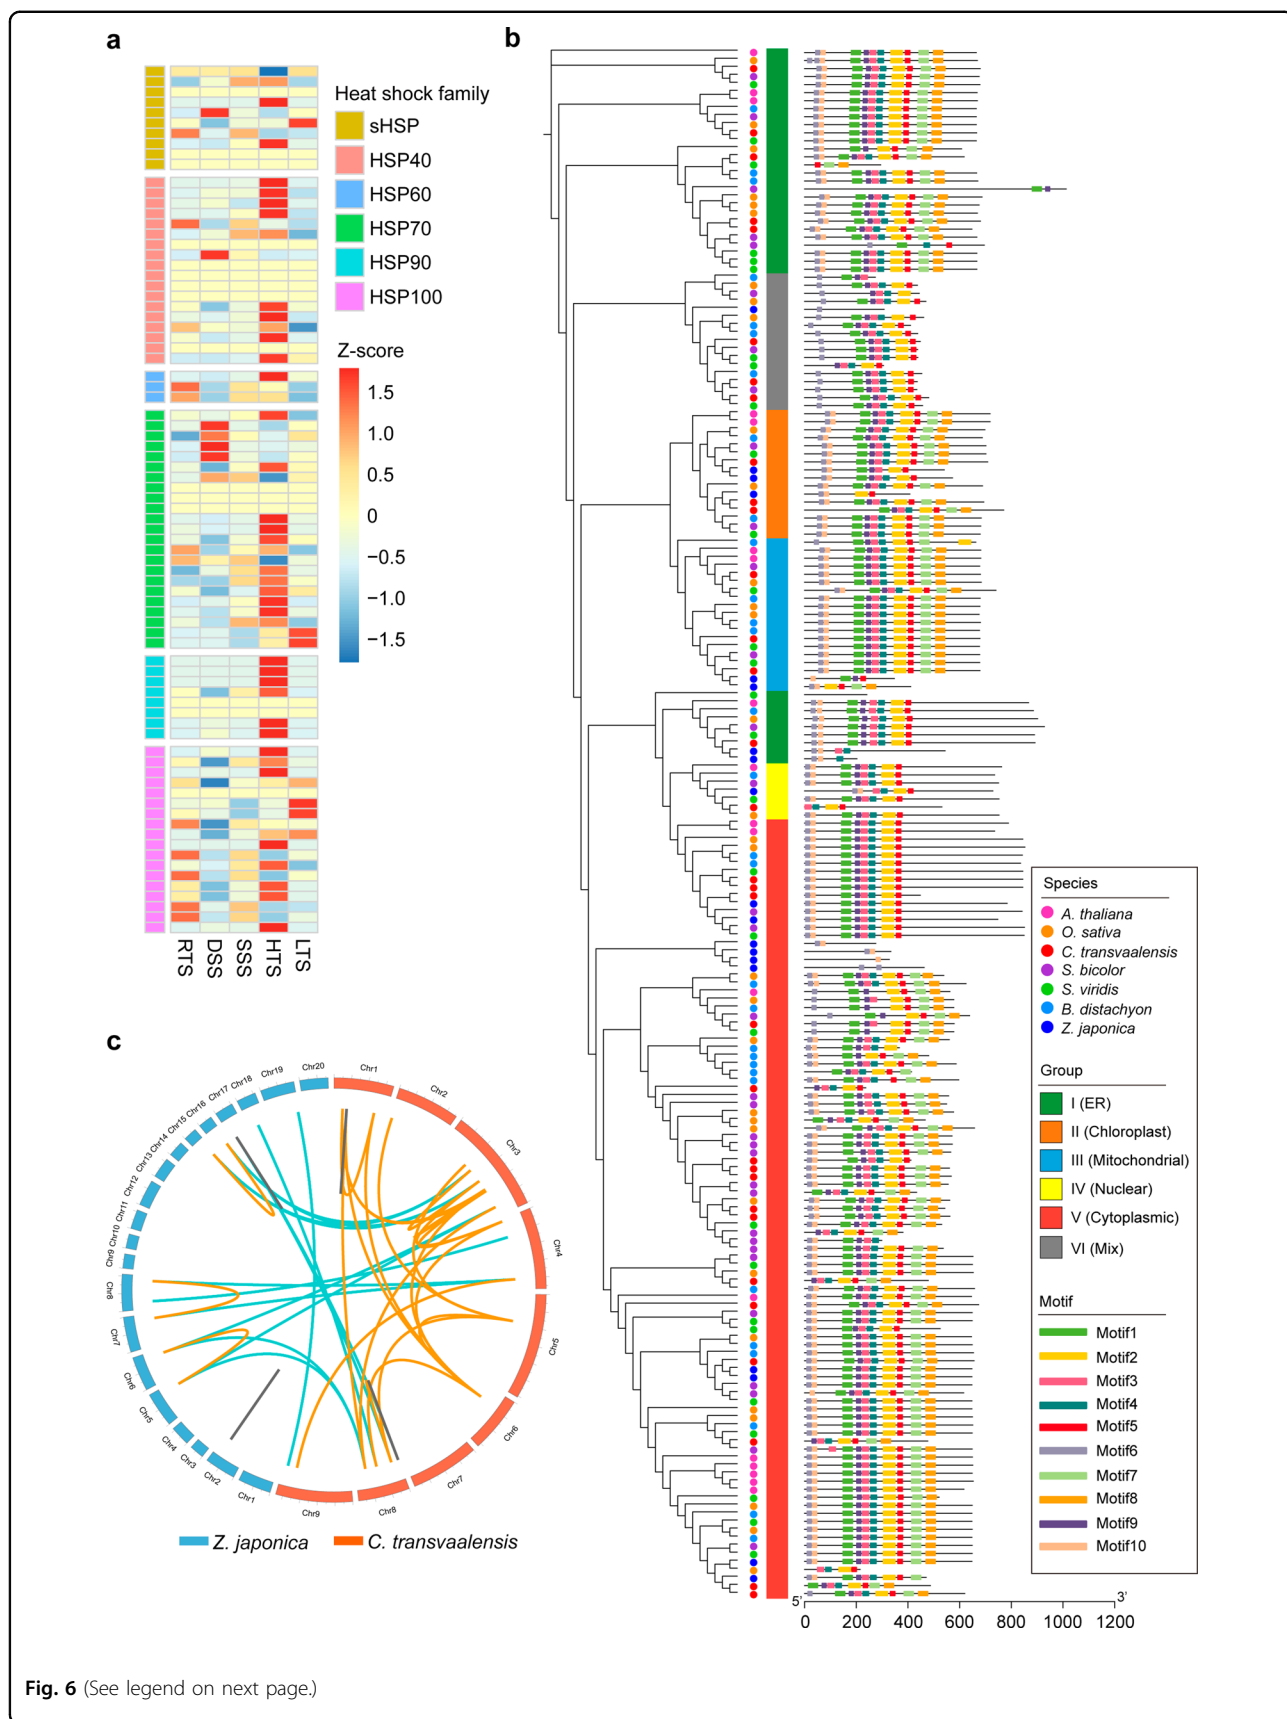 a
Heat shock family
sHSP
HSP40
HSP60
HSP70
HSP90
HSP100
Z-score
1.5
1.0
0.5
0
−0.5
−1.0
−1.5
RTS
DSS
SSS
HTS
LTS
b
Species
A. thaliana
O. sativa
C. transvaalensis
S. bicolor
S. viridis
B. distachyon
Z. japonica
Group
I (ER)
II (Chloroplast)
III (Mitochondrial)
IV (Nuclear)
V (Cytoplasmic)
VI (Mix)
Motif
Motif1
Motif2
Motif3
Motif4
Motif5
Motif6
Motif7
Motif8
Motif9
Motif10
5'
3'
0 200 400 600 800 1000 1200
c
Chr1
Chr2
Chr3
Chr4
Chr5
Chr6
Chr7
Chr8
Chr9
Chr1
Chr2
Chr3
Chr4
Chr5
Chr6
Chr7
Chr8
Chr9
Chr10
Chr11
Chr12
Chr13
Chr14
Chr15
Chr16
Chr17
Chr18
Chr19
Chr20
Z. japonica
C. transvaalensis
Fig. 6 (See legend on next page.)